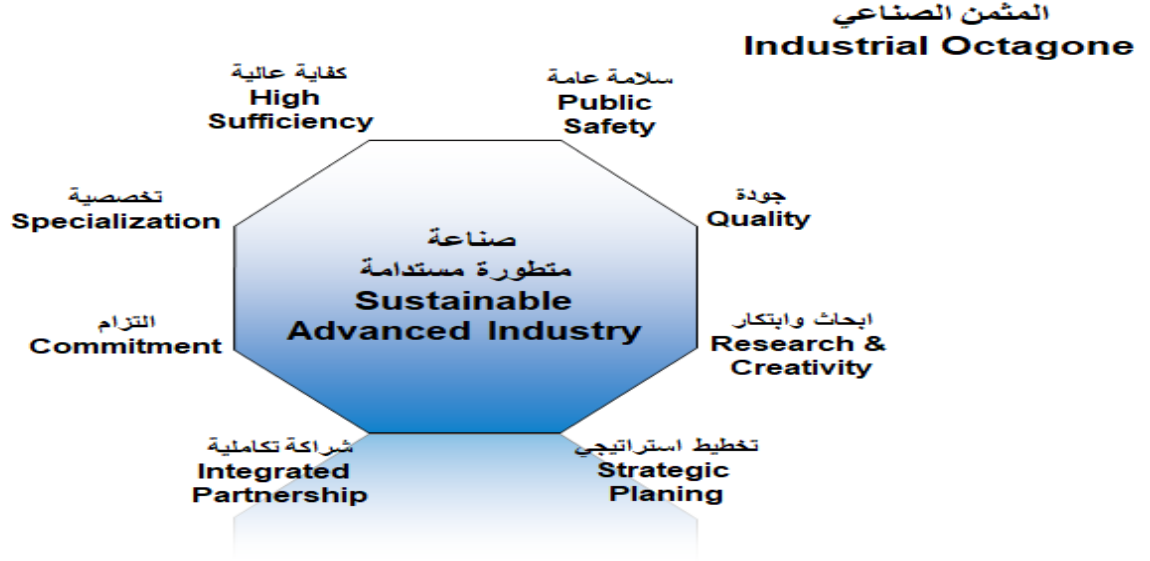 المثمن الصناعي
Industrial Octagone
كفاية عالية
High
Sufficiency
سلامة عامة
Public
Safety
تخصصية
Specialization
جودة
Quality
صناعة
متطورة مستدامة
Sustainable
Advanced Industry
التزام
Commitment
ابحاث وابتكار
Research &
Creativity
شراكة تكاملية
Integrated
Partnership
تخطيط استراتيجي
Strategic
Planing